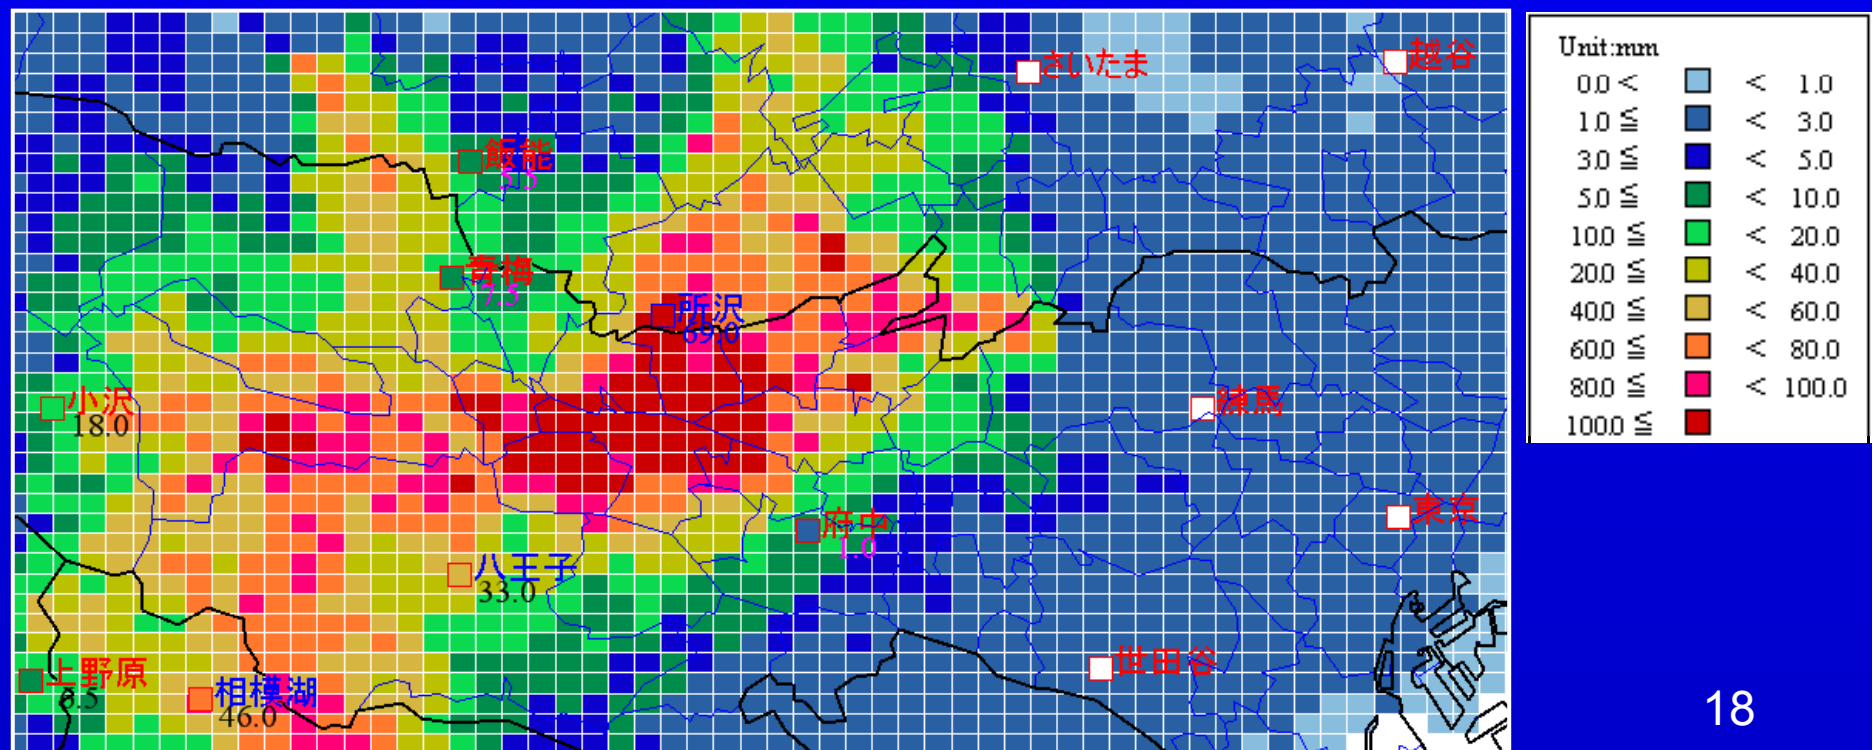 さいたま
越谷
飯能
5.5
青梅
7.5
所沢
69.0
小沢
18.0
練馬
府中
1.0
東京
八王子
33.0
上野原
8.5
相模湖
46.0
世田谷
Unit:mm
0.0 < < 1.0
1.0 ≦ < 3.0
3.0 ≦ < 5.0
5.0 ≦ < 10.0
10.0 ≦ < 20.0
20.0 ≦ < 40.0
40.0 ≦ < 60.0
60.0 ≦ < 80.0
80.0 ≦ < 100.0
100.0 ≦
18